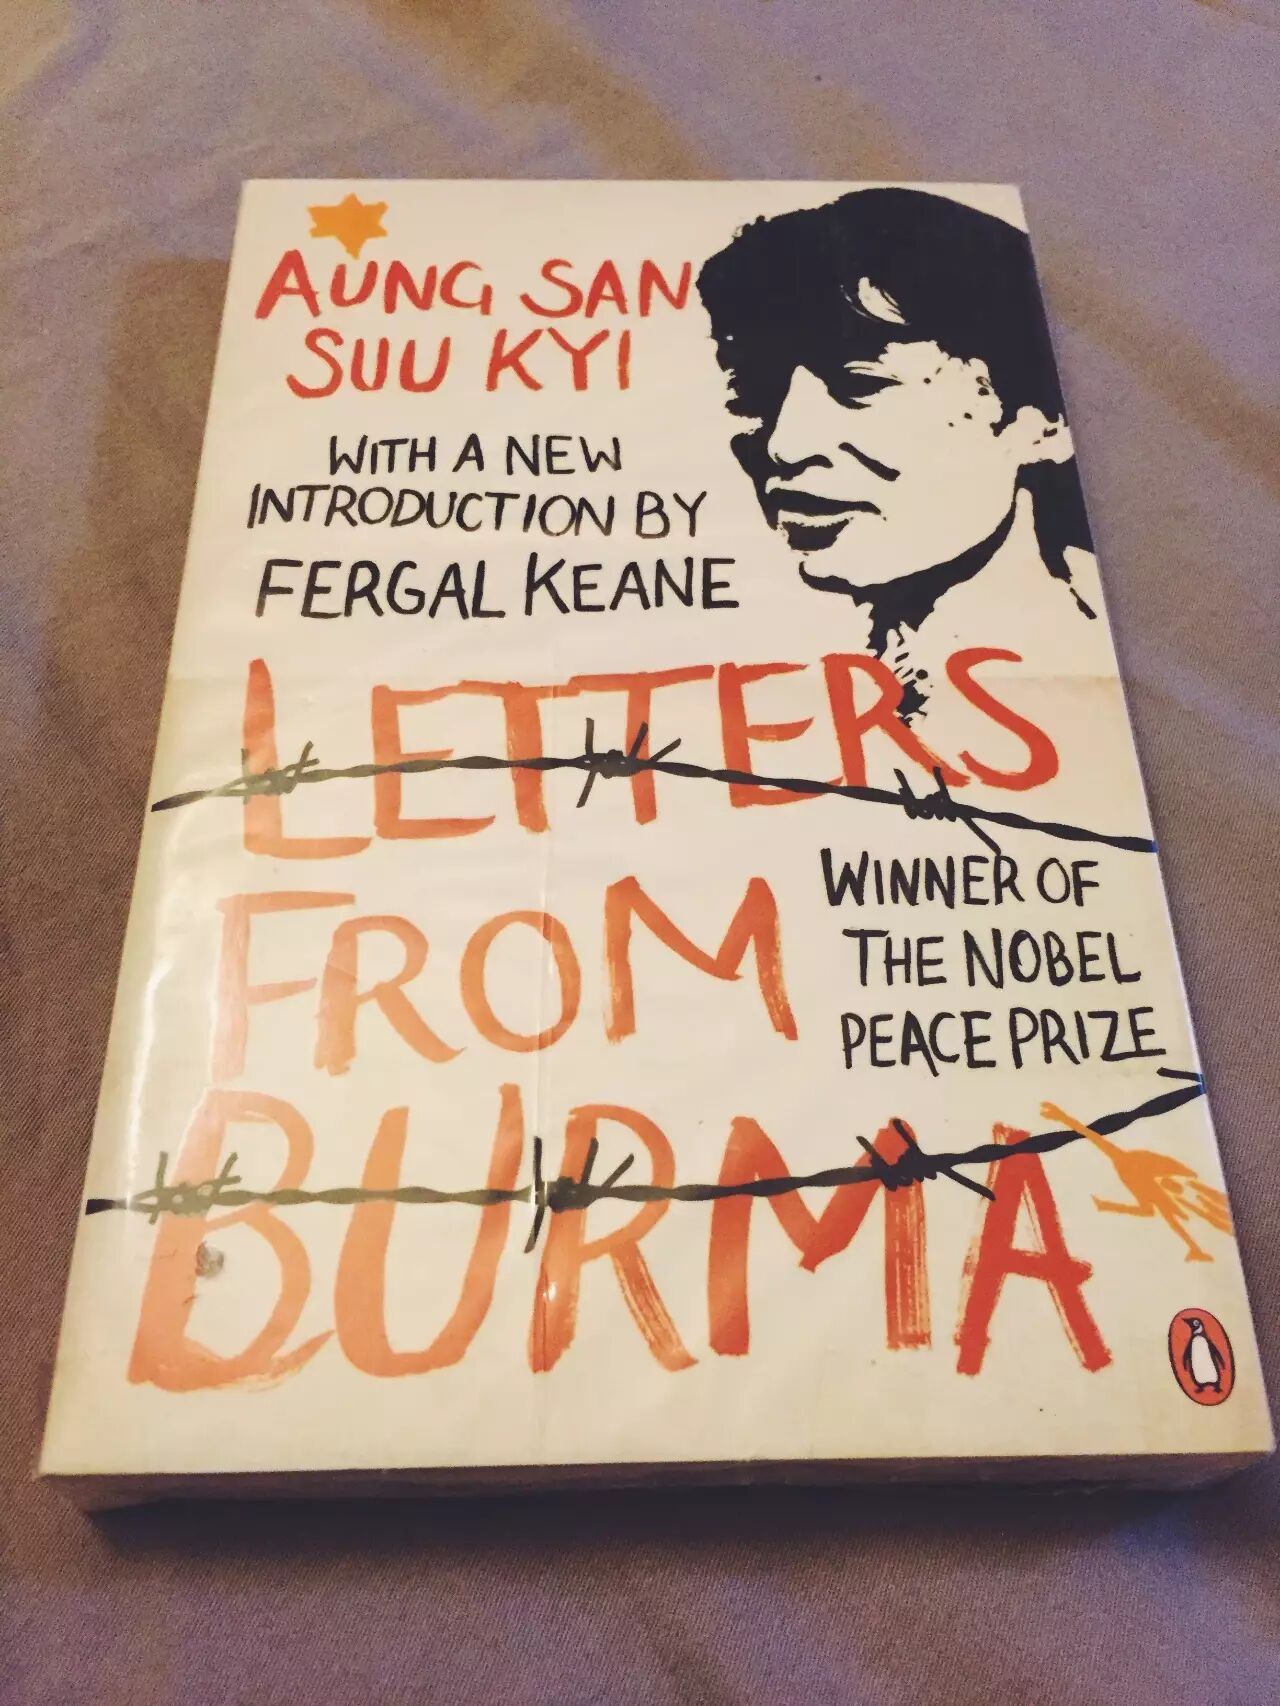 AUNG SAN
SUU KYI
WITH A NEW
INTRODUCTION BY
FERGAL KEANE
LETTERS
FROM
BURMA
WINNER OF
THE NOBEL
PEACE PRIZE